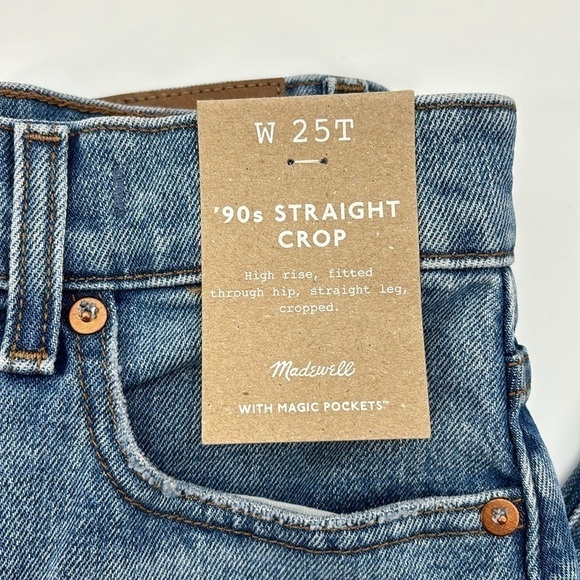 W 25T
'90s STRAIGHT
CROP
High rise, fitted
through hip, straight leg,
cropped.
Madewell
WITH MAGIC POCKETS™